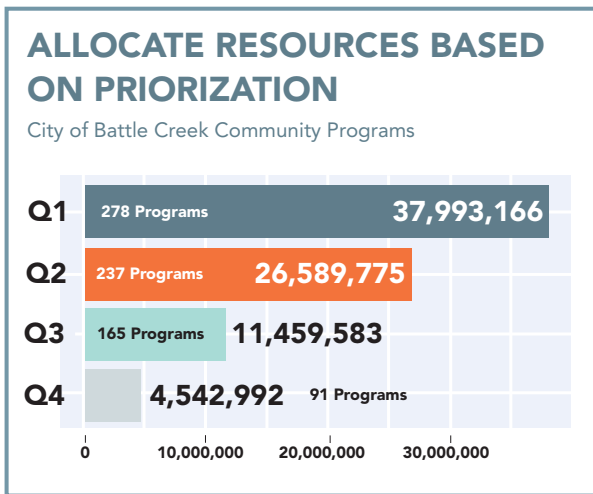 ALLOCATE RESOURCES BASED
ON PRIORIZATION
City of Battle Creek Community Programs
Q1 278 Programs 37,993,166
Q2 237 Programs 26,589,775
Q3 165 Programs 11,459,583
Q4 4,542,992 91 Programs
0 10,000,000 20,000,000 30,000,000